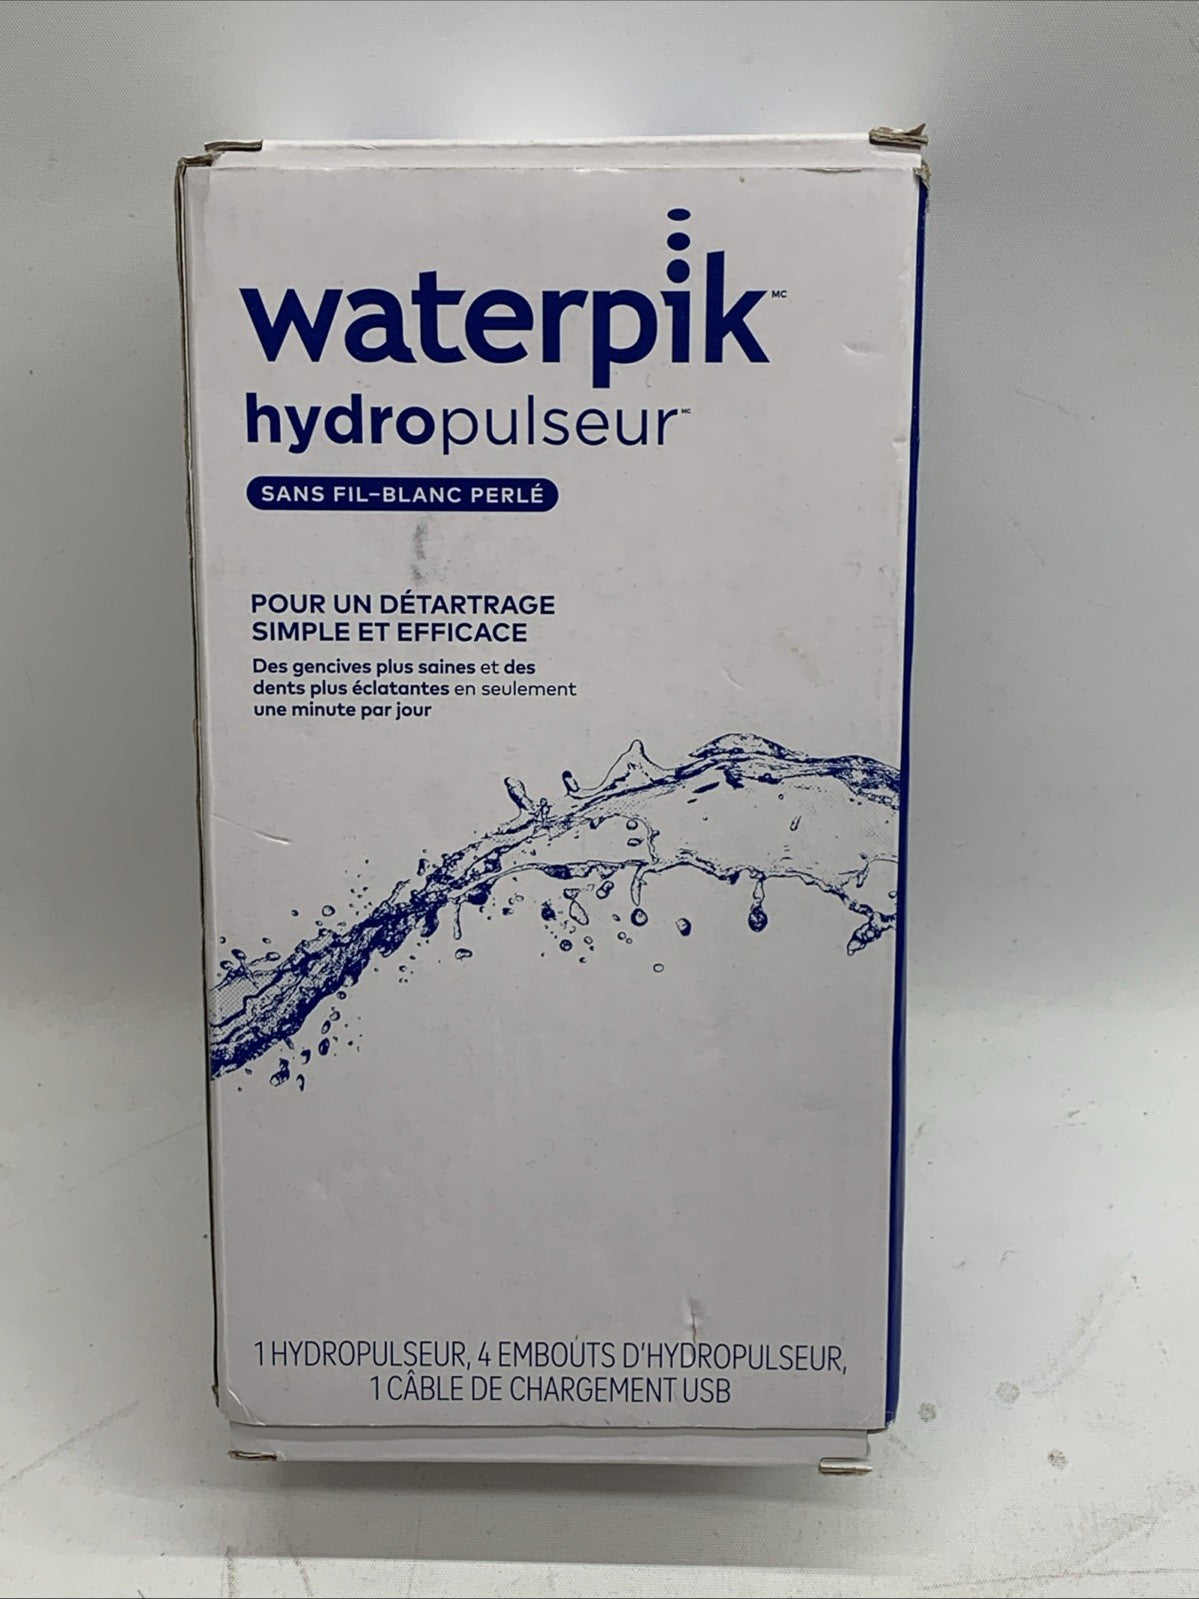 waterpik MC
hydropulseur MC
SANS FIL–BLANC PERLÉ
POUR UN DÉTARTRAGE
SIMPLE ET EFFICACE
Des gencives plus saines et des
dents plus éclatantes en seulement
une minute par jour
1 HYDROPULSEUR, 4 EMBOUTS D'HYDROPULSEUR,
1 CÂBLE DE CHARGEMENT USB